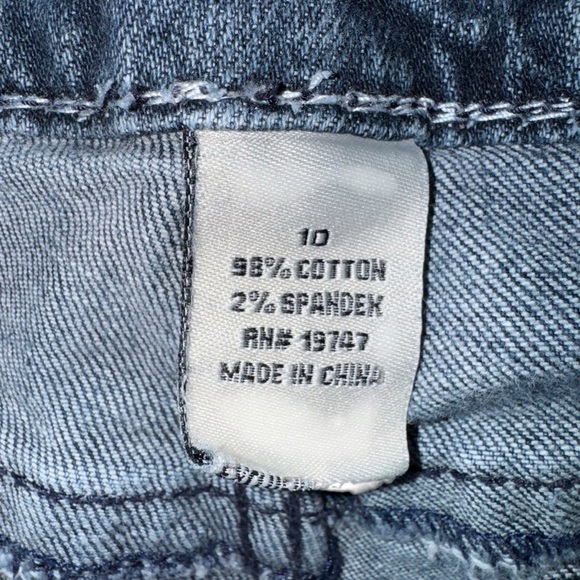 10
98% COTTON
2% SPANDEX
RN# 19747
MADE IN CHINA